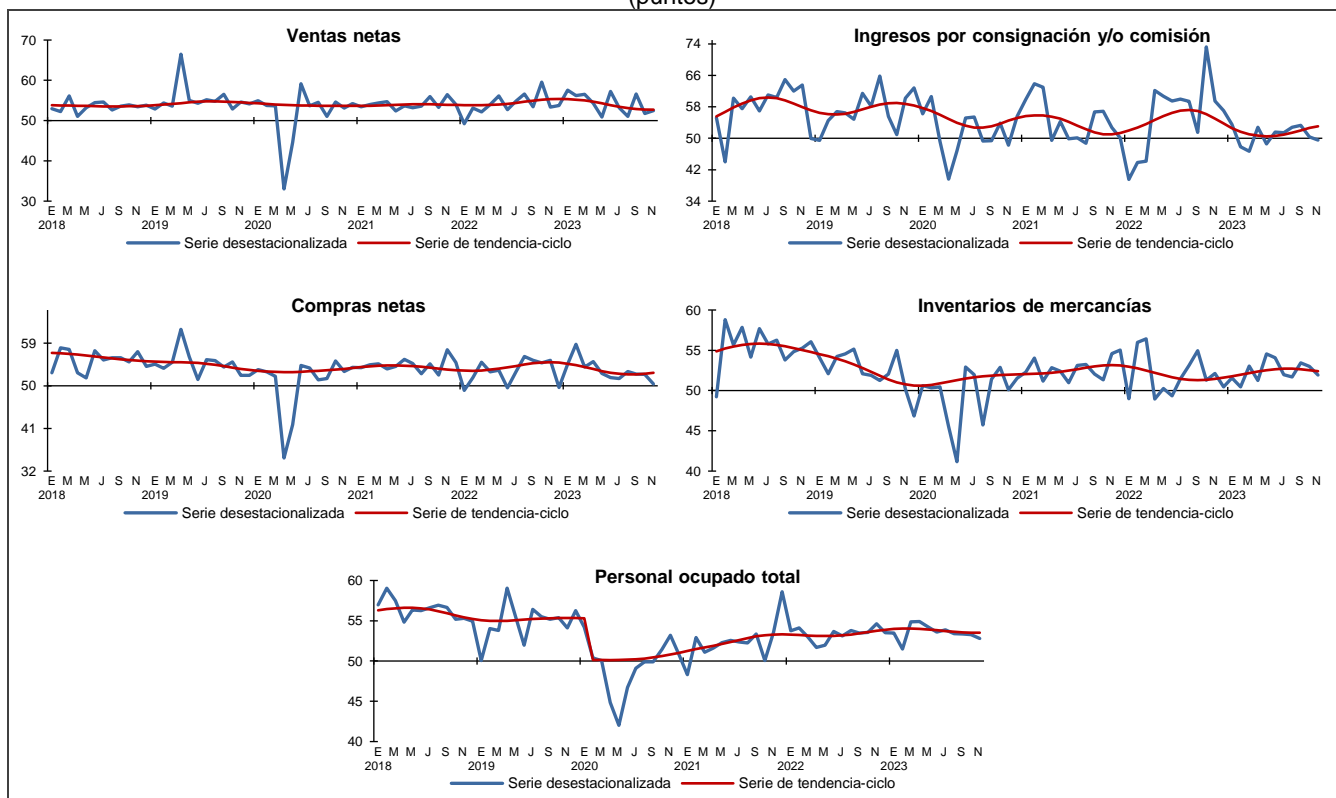 (puntos)
Ventas netas
70
60
50
40
30
E M M J S N E M M J S N E M M J S N E M M J S N E M M J S N E M M J S N
2018 2019 2020 2021 2022 2023
Serie desestacionalizada Serie de tendencia-ciclo
Ingresos por consignación y/o comisión
74
66
58
50
42
34
E M M J S N E M M J S N E M M J S N E M M J S N E M M J S N E M M J S N
2018 2019 2020 2021 2022 2023
Serie desestacionalizada Serie de tendencia-ciclo
Compras netas
59
50
41
32
E M M J S N E M M J S N E M M J S N E M M J S N E M M J S N E M M J S N
2018 2019 2020 2021 2022 2023
Serie desestacionalizada Serie de tendencia-ciclo
Inventarios de mercancías
60
55
50
45
40
E M M J S N E M M J S N E M M J S N E M M J S N E M M J S N E M M J S N
2018 2019 2020 2021 2022 2023
Serie desestacionalizada Serie de tendencia-ciclo
Personal ocupado total
60
55
50
45
40
E M M J S N E M M J S N E M M J S N E M M J S N E M M J S N E M M J S N
2018 2019 2020 2021 2022 2023
Serie desestacionalizada Serie de tendencia-ciclo